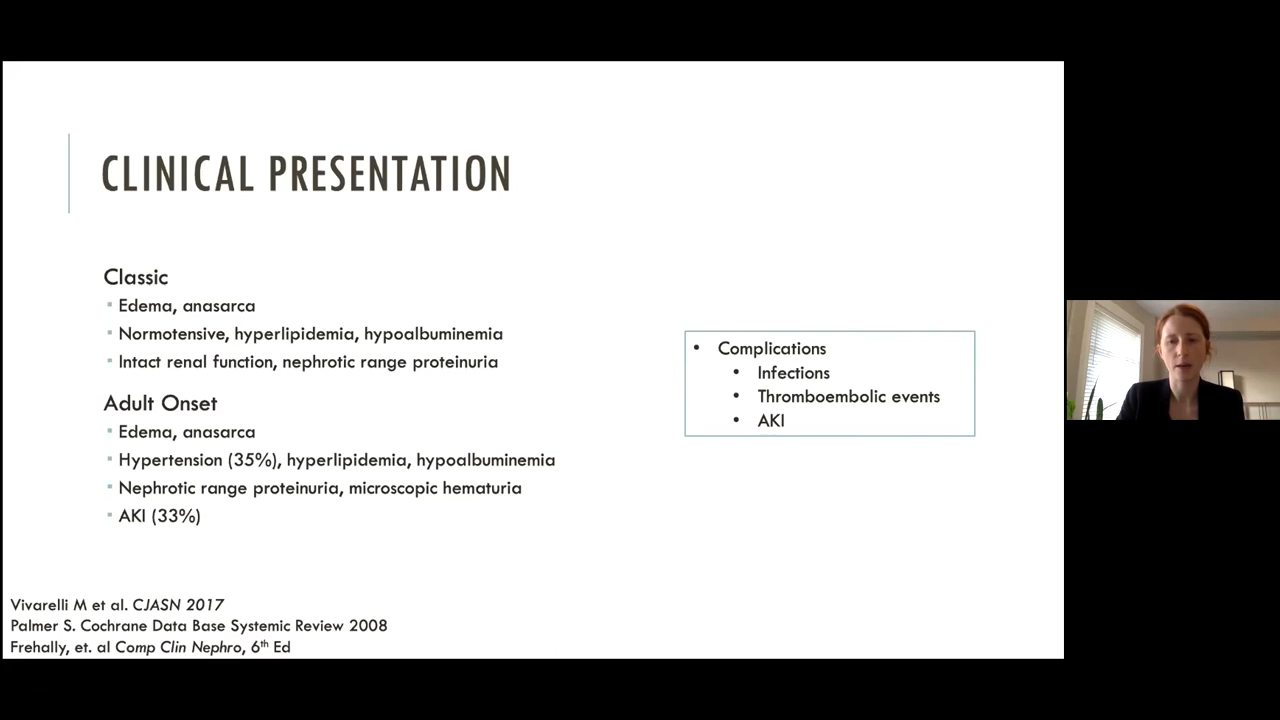 CLINICAL PRESENTATION
Classic
▪ Edema, anasarca
▪ Normotensive, hyperlipidemia, hypoalbuminemia
▪ Intact renal function, nephrotic range proteinuria
Adult Onset
▪ Edema, anasarca
▪ Hypertension (35%), hyperlipidemia, hypoalbuminemia
▪ Nephrotic range proteinuria, microscopic hematuria
▪ AKI (33%)
• Complications
• Infections
• Thromboembolic events
• AKI
Vivarelli M et al. CJASN 2017
Palmer S. Cochrane Data Base Systemic Review 2008
Frehally, et. al Comp Clin Nephro, 6th Ed